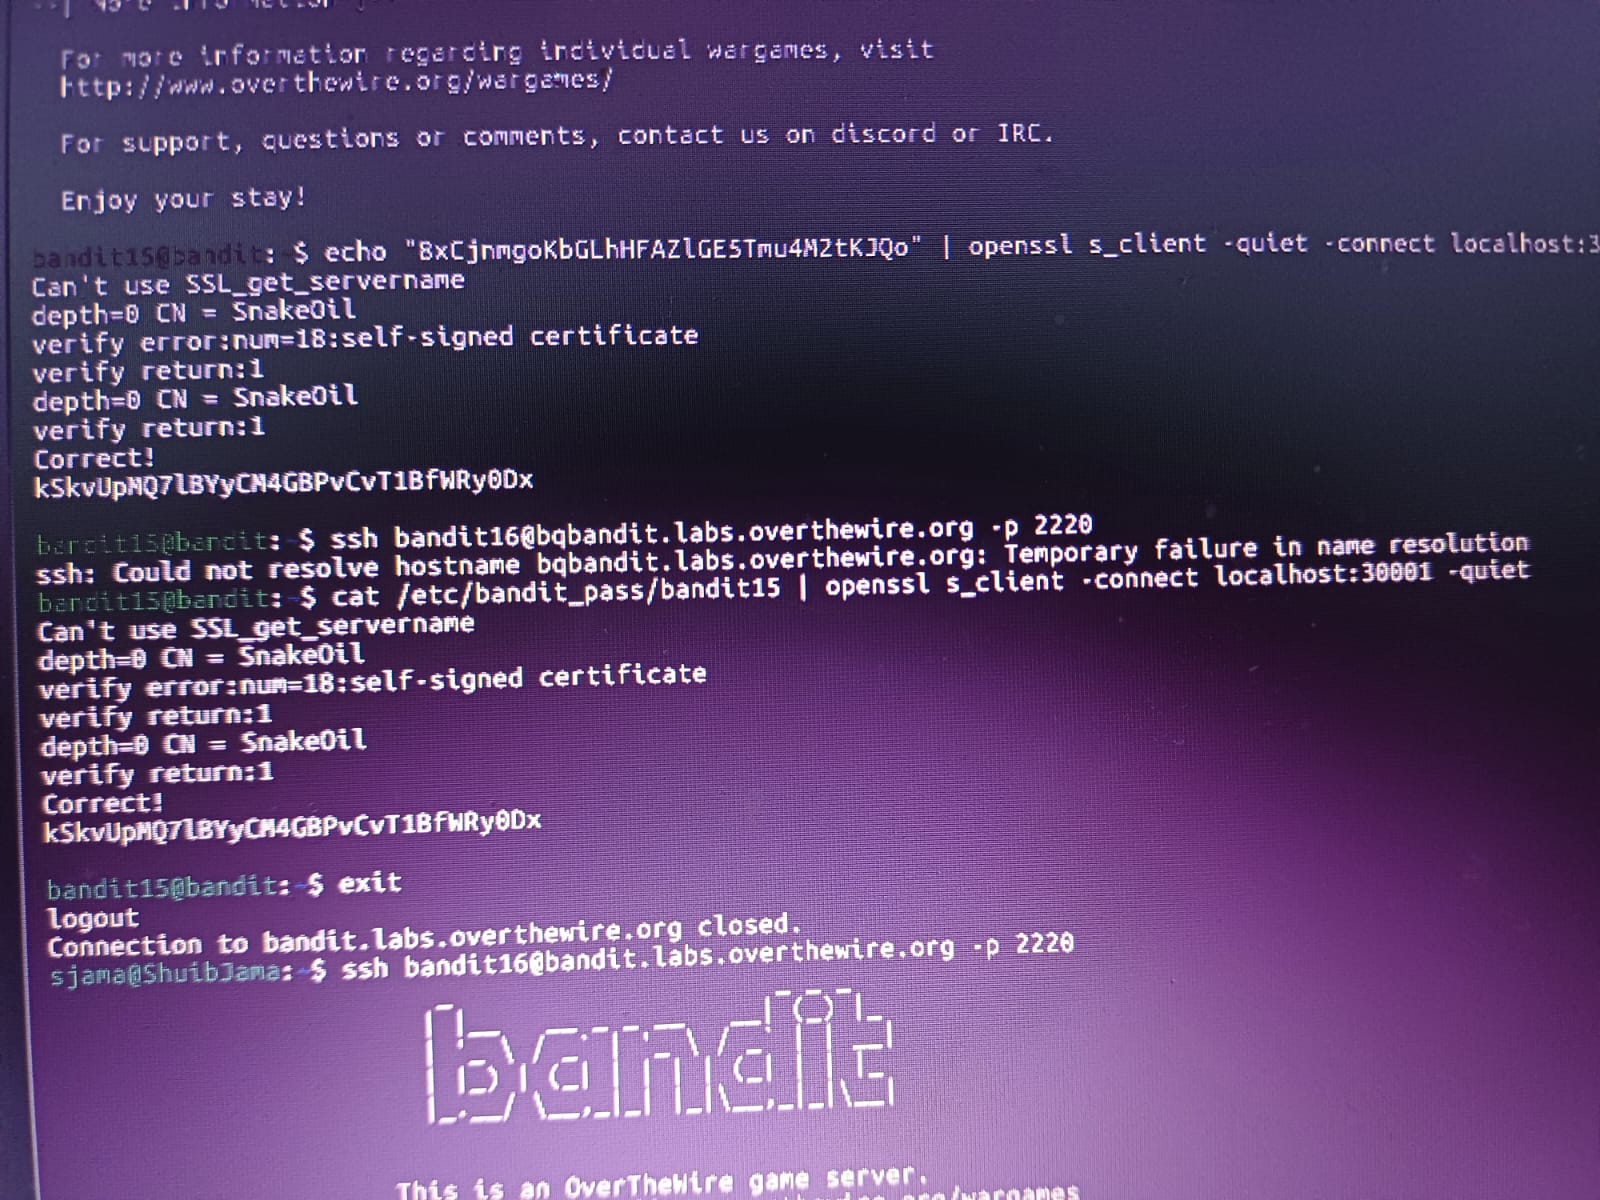 For more information regarding individual wargames, visit
http://www.overthewire.org/wargames/
For support, questions or comments, contact us on discord or IRC.
Enjoy your stay!
bandit15@bandit:~$ echo "8xCjnmgoKbGLhHFAZlGE5Tmu4M2tKJQo" | openssl s_client -quiet -connect localhost:3
Can't use SSL_get_servername
depth=0 CN = SnakeOil
verify error:num=18:self-signed certificate
verify return:1
depth=0 CN = SnakeOil
verify return:1
Correct!
kSkvUpMQ7lBYyCM4GBPvCvT1BfWRy0Dx
bandit15@bandit:~$ ssh bandit16@bqbandit.labs.overthewire.org -p 2220
ssh: Could not resolve hostname bqbandit.labs.overthewire.org: Temporary failure in name resolution
bandit15@bandit:~$ cat /etc/bandit_pass/bandit15 | openssl s_client -connect localhost:30001 -quiet
Can't use SSL_get_servername
depth=0 CN = SnakeOil
verify error:num=18:self-signed certificate
verify return:1
depth=0 CN = SnakeOil
verify return:1
Correct!
kSkvUpMQ7lBYyCM4GBPvCvT1BfWRy0Dx
bandit15@bandit:~$ exit
logout
Connection to bandit.labs.overthewire.org closed.
sjama@ShuibJama:~$ ssh bandit16@bandit.labs.overthewire.org -p 2220
bandit
This is an OverTheWire game server.